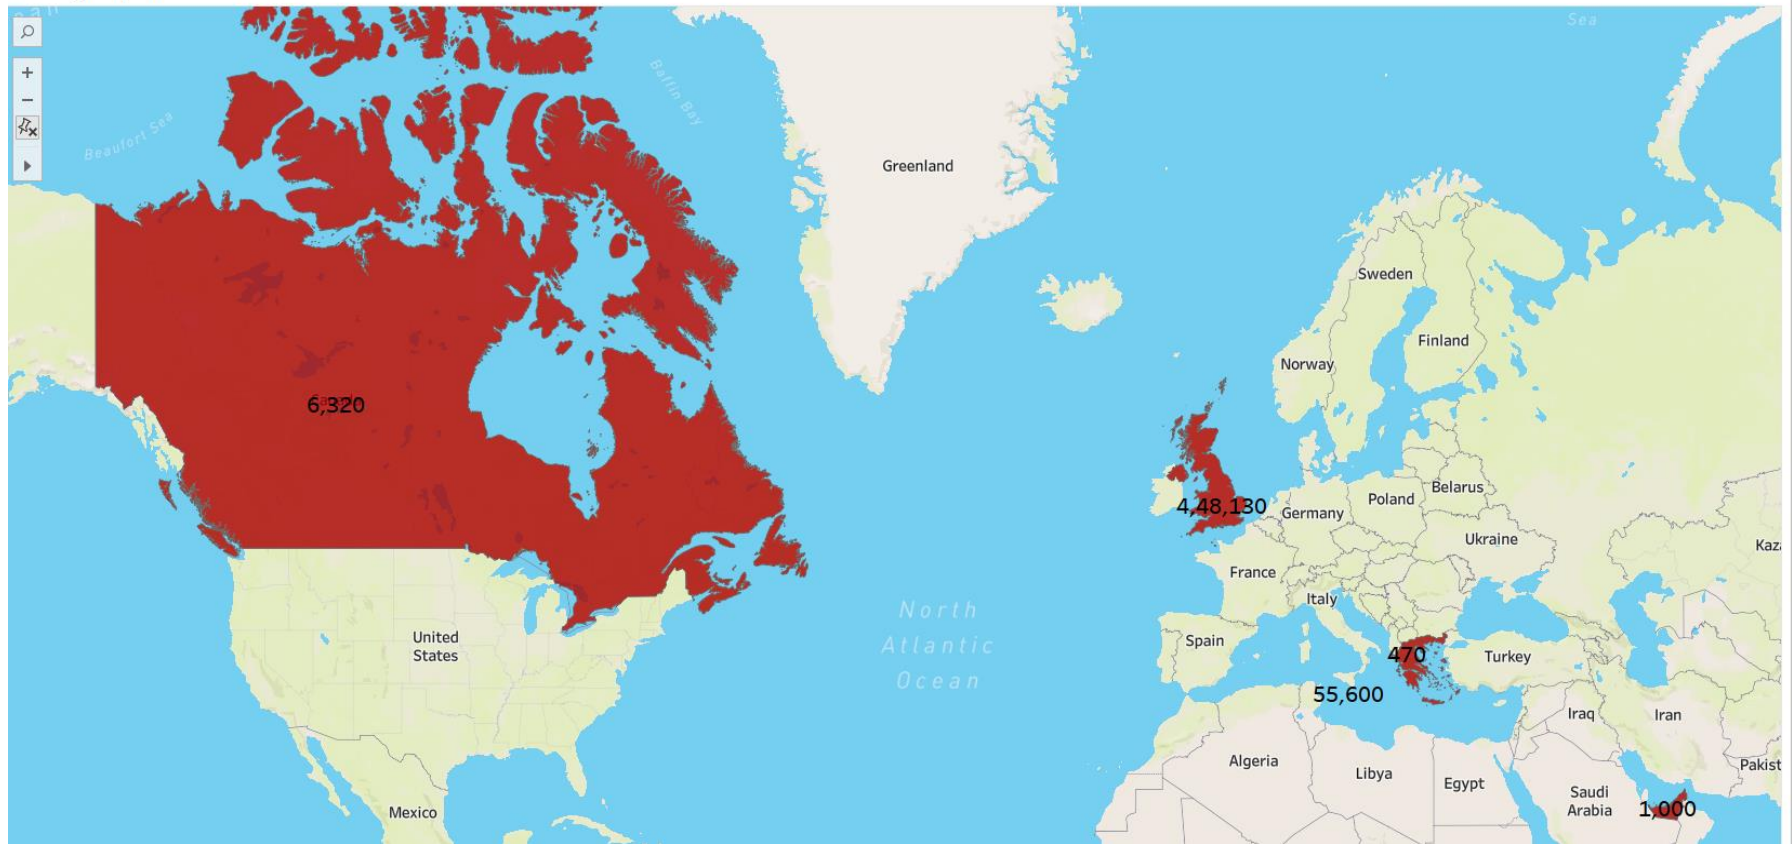 Sea
Beaufort Sea
Baffin Bay
Greenland
Sweden
Finland
Norway
6,320
4,48,130
Belarus
Poland
Germany
Ukraine
Kaz
France
Italy
North
Atlantic
Ocean
United
States
Spain
470
Turkey
55,600
Iraq
Iran
Algeria
Libya
Egypt
Pakist
Saudi
Arabia
1,000
Mexico